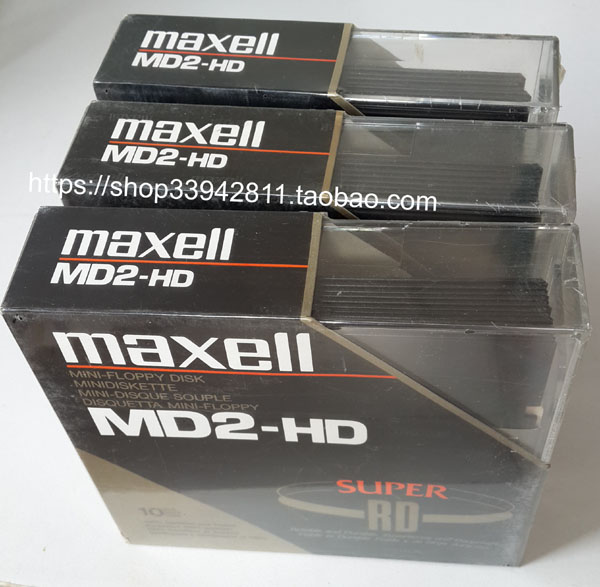 maxell
MD2-HD
maxell
MD2-HD
https://shop33942811.taobao.com/
maxell
MD2-HD
maxell
MINI-FLOPPY DISK
MINIDISKETTE
MINI-DISQUE SOUPLE
DISQUETTA MINI-FLOPPY
MD2-HD
SUPER
RD
10